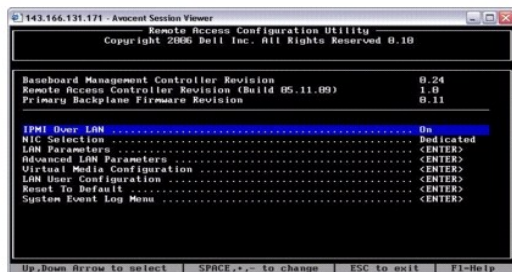 143.166.131.171 - Avocent Session Viewer
Remote Access Configuration Utility
Copyright 2006 Dell Inc. All Rights Reserved 0.10
Baseboard Management Controller Revision 0.24
Remote Access Controller Revision (Build 05.11.09) 1.0
Primary Backplane Firmware Revision 0.11
IPMI Over LAN ........................................ On
NIC Selection ........................................ Dedicated
LAN Parameters ....................................... <ENTER>
Advanced LAN Parameters .............................. <ENTER>
Virtual Media Configuration .......................... <ENTER>
LAN User Configuration ............................... <ENTER>
Reset To Default ..................................... <ENTER>
System Event Log Menu ................................ <ENTER>
Up,Down Arrow to select | SPACE,+,- to change | ESC to exit | F1=Help